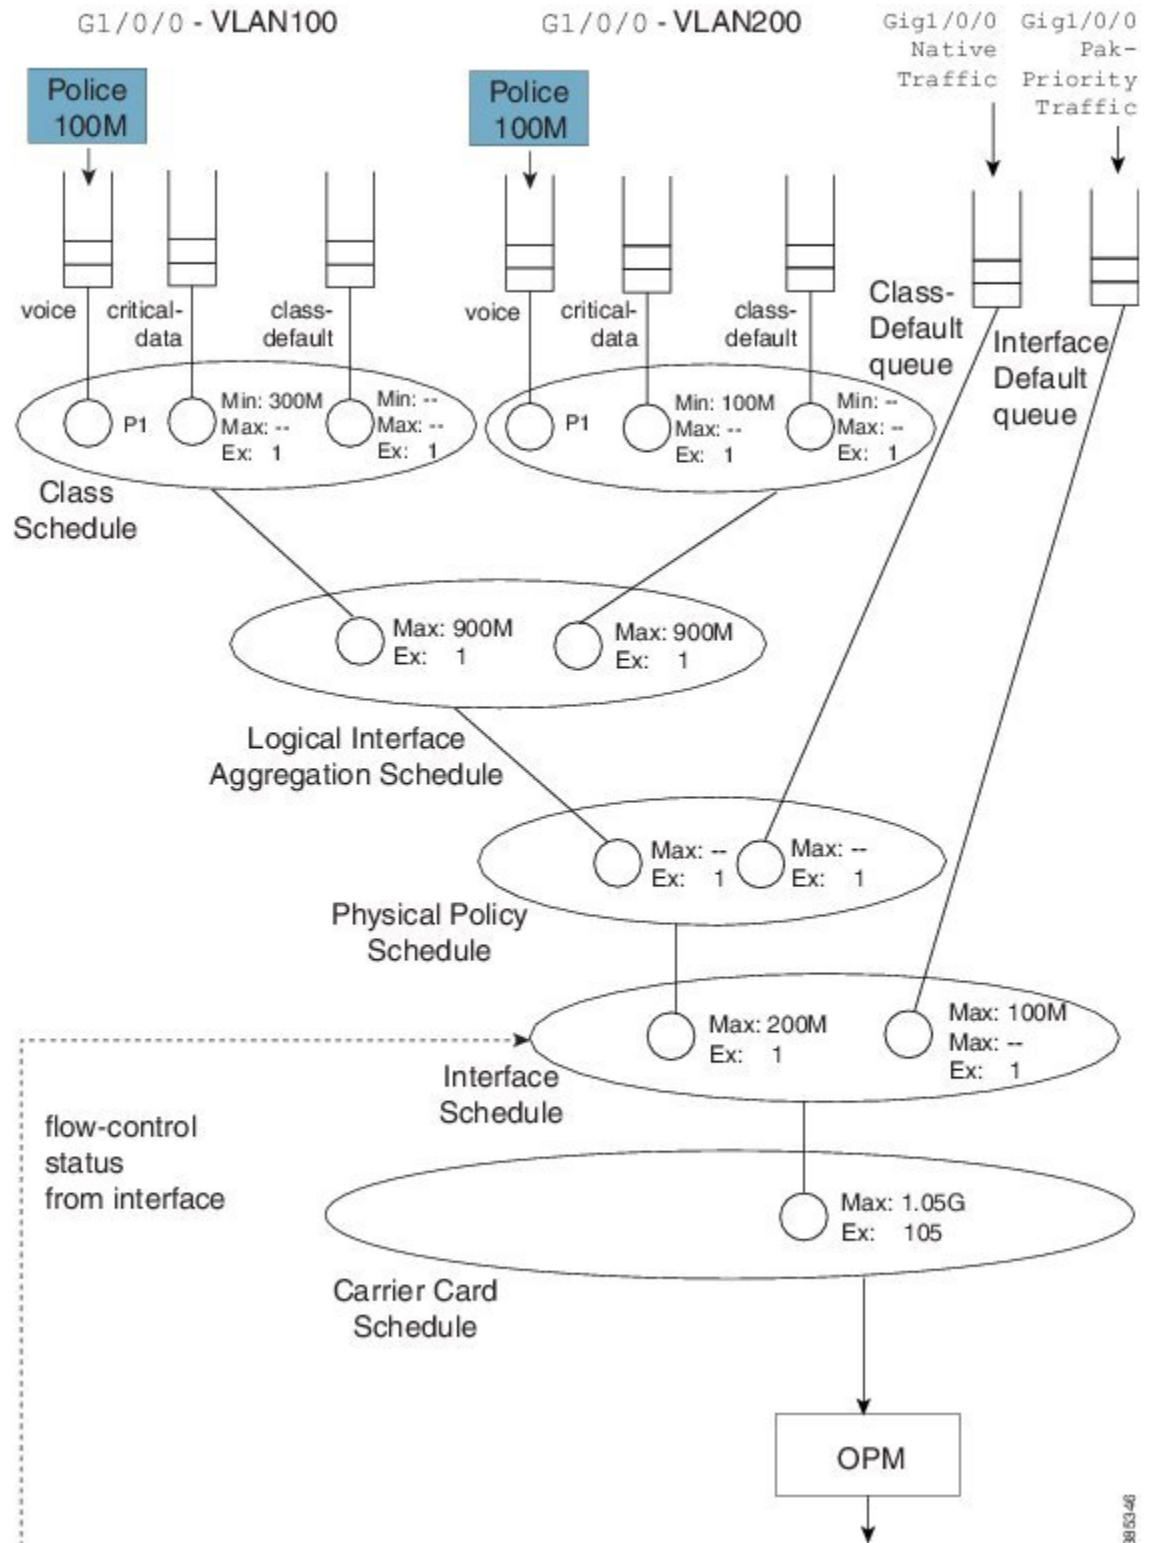 G1/0/0 - VLAN100
G1/0/0 - VLAN200
Gig1/0/0
Native
Traffic
Gig1/0/0
Pak-
Priority
Traffic
Police
100M
Police
100M
voice
critical-
data
class-
default
voice
critical-
data
class-
default
Class-
Default
queue
Interface
Default
queue
P1
Min: 300M
Max: --
Ex: 1
Min: --
Max: --
Ex: 1
P1
Min: 100M
Max: --
Ex: 1
Min: --
Max: --
Ex: 1
Class
Schedule
Max: 900M
Ex: 1
Max: 900M
Ex: 1
Logical Interface
Aggregation Schedule
Max: --
Ex: 1
Max: --
Ex: 1
Physical Policy
Schedule
Max: 200M
Ex: 1
Max: 100M
Max: --
Ex: 1
Interface
Schedule
flow-control
status
from interface
Max: 1.05G
Ex: 105
Carrier Card
Schedule
OPM
385346